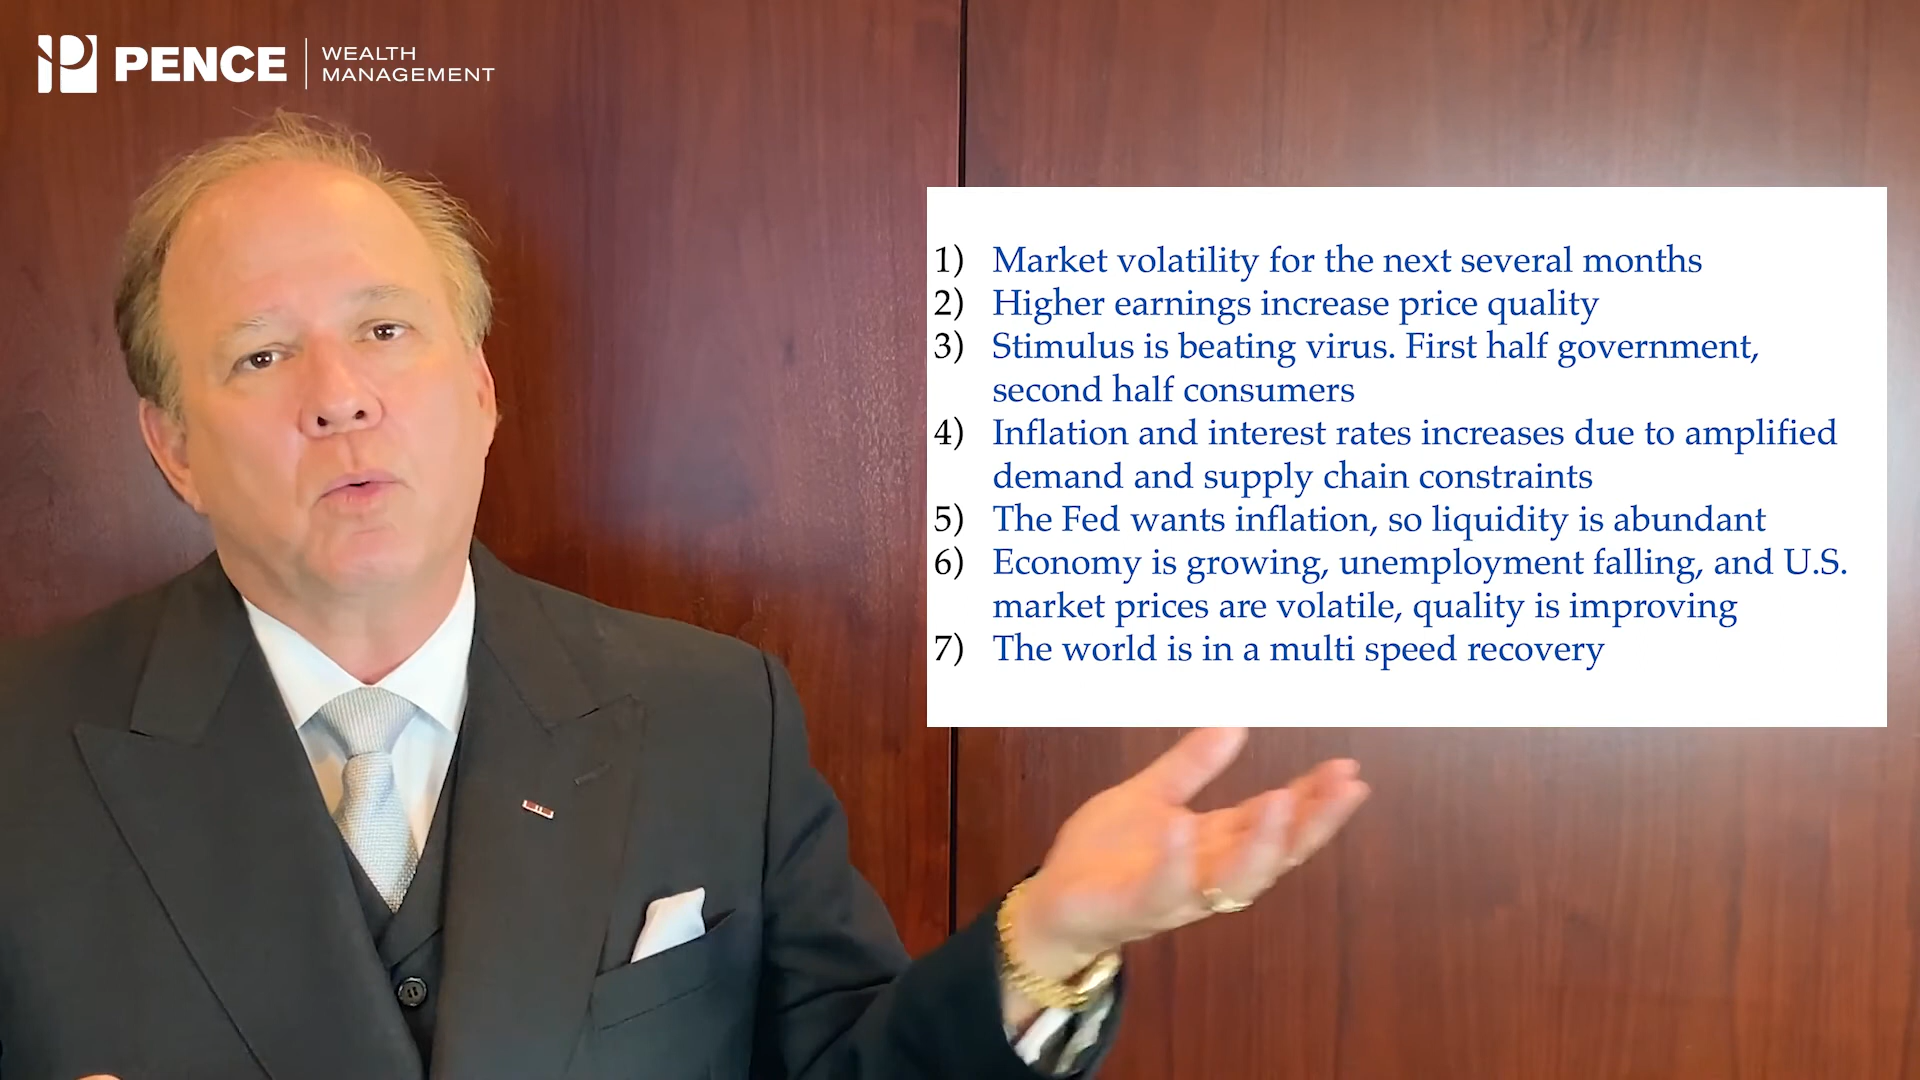 PENCE
WEALTH
MANAGEMENT
1) Market volatility for the next several months
2) Higher earnings increase price quality
3) Stimulus is beating virus. First half government,
second half consumers
4) Inflation and interest rates increases due to amplified
demand and supply chain constraints
5) The Fed wants inflation, so liquidity is abundant
6) Economy is growing, unemployment falling, and U.S.
market prices are volatile, quality is improving
7) The world is in a multi speed recovery